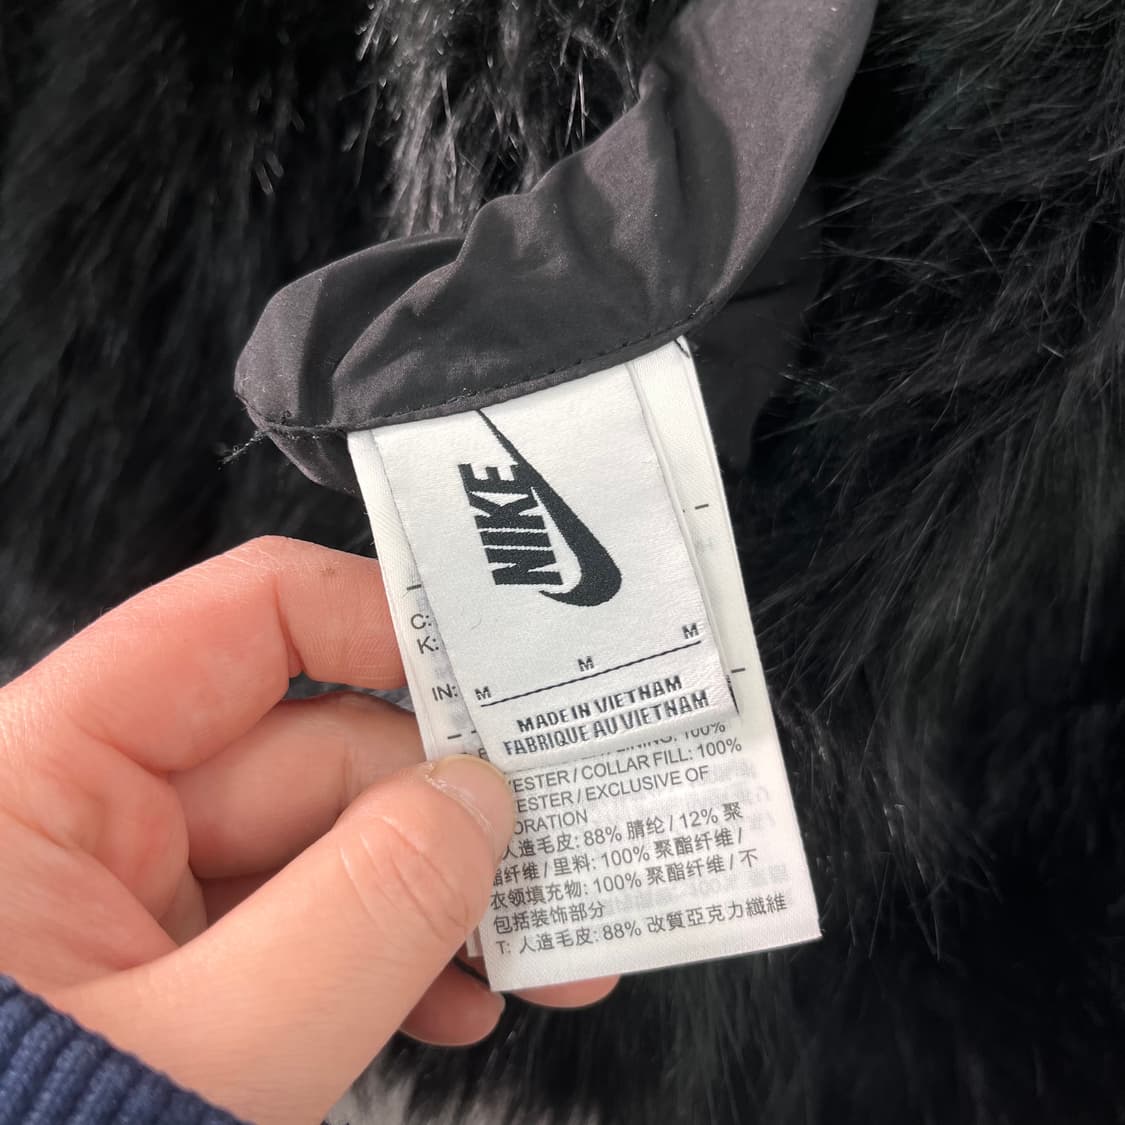 NIKE
C:
K:
IN:
M M M
MADE IN VIETNAM
FABRIQUE AU VIETNAM
LINING: 100%
YESTER / COLLAR FILL: 100%
ESTER / EXCLUSIVE OF
ORATION
人造毛皮: 88% 腈纶 / 12% 聚
酯纤维 / 里料: 100% 聚酯纤维 /
衣领填充物: 100% 聚酯纤维 / 不
包括装饰部分
T: 人造毛皮: 88% 改質亞克力纖維